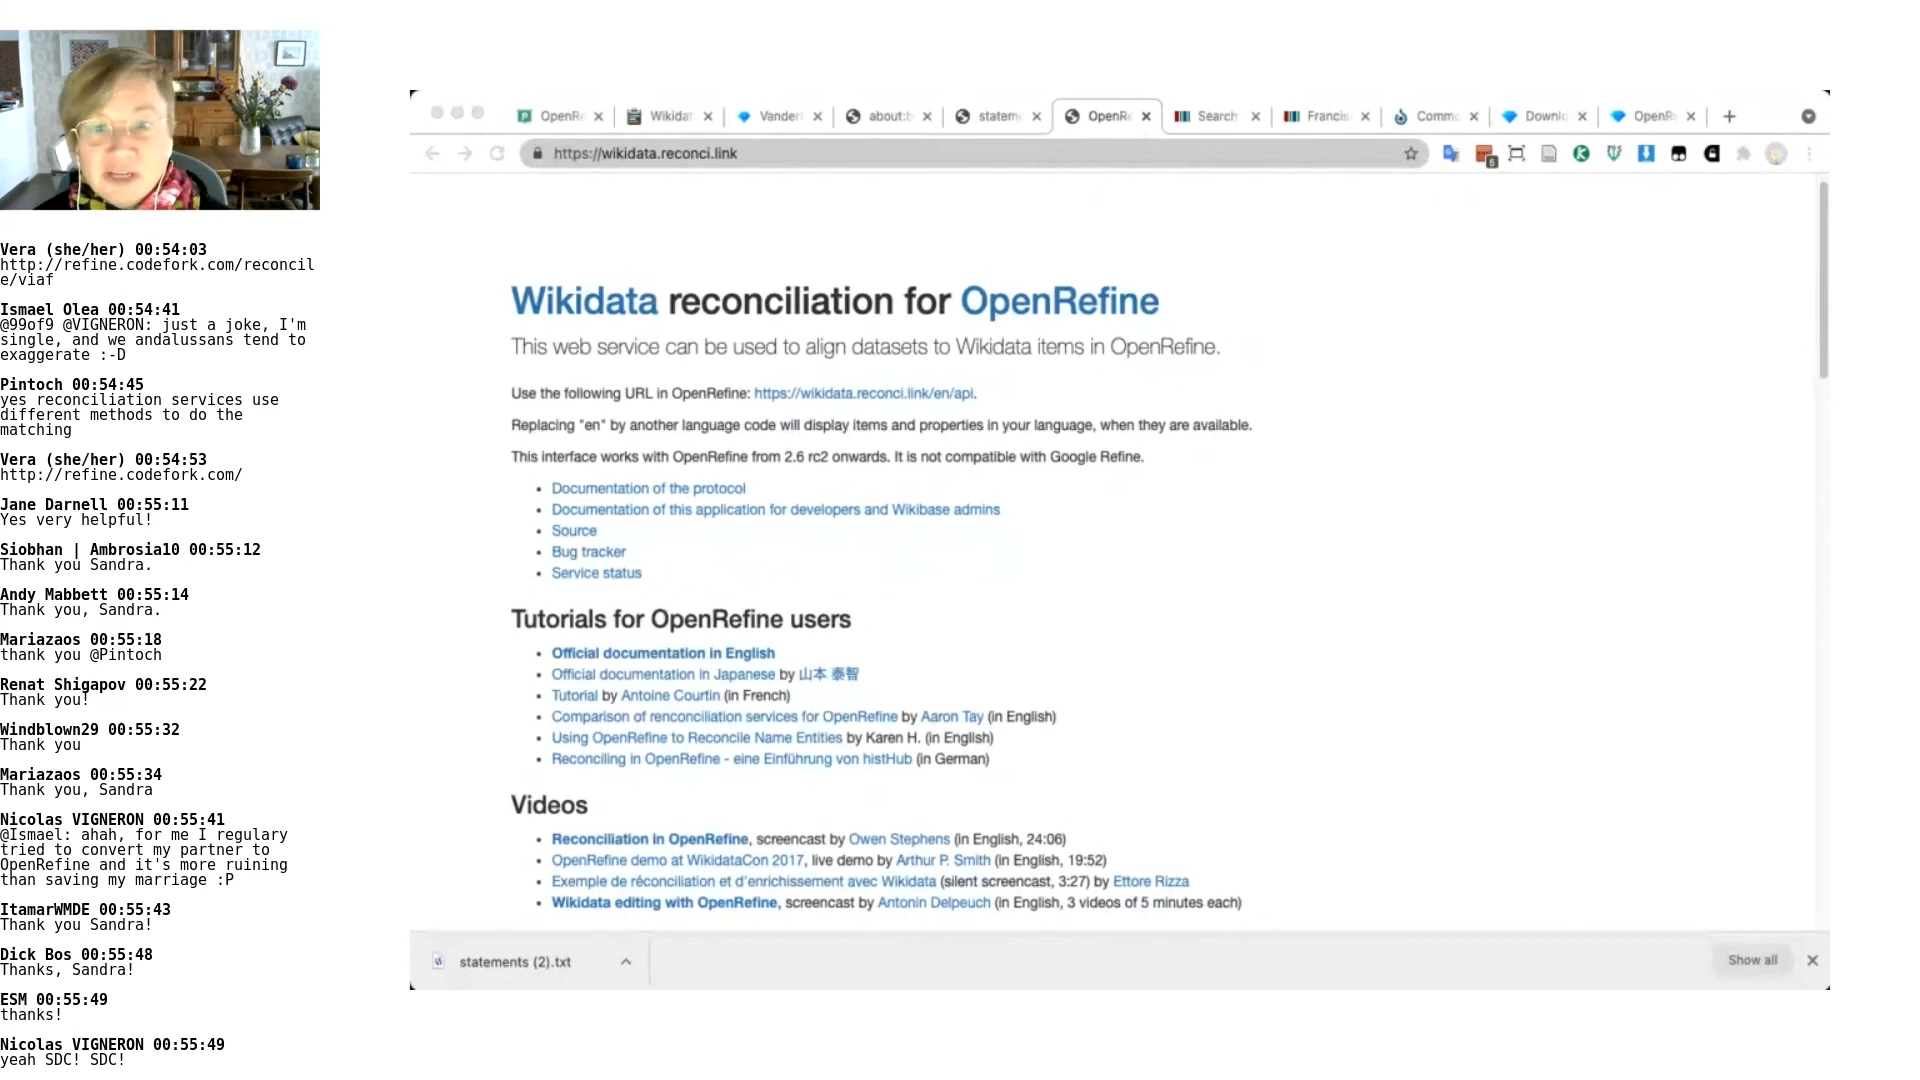 Vera (she/her) 00:54:03
http://refine.codefork.com/reconcil
e/viaf
Ismael Olea 00:54:41
@99of9 @VIGNERON: just a joke, I'm
single, and we andalussans tend to
exaggerate :-D
Pintoch 00:54:45
yes reconciliation services use
different methods to do the
matching
Vera (she/her) 00:54:53
http://refine.codefork.com/
Jane Darnell 00:55:11
Yes very helpful!
Siobhan | Ambrosia10 00:55:12
Thank you Sandra.
Andy Mabbett 00:55:14
Thank you, Sandra.
Mariazaos 00:55:18
thank you @Pintoch
Renat Shigapov 00:55:22
Thank you!
Windblown29 00:55:32
Thank you
Mariazaos 00:55:34
Thank you, Sandra
Nicolas VIGNERON 00:55:41
@Ismael: ahah, for me I regulary
tried to convert my partner to
OpenRefine and it's more ruining
than saving my marriage :P
ItamarWMDE 00:55:43
Thank you Sandra!
Dick Bos 00:55:48
Thanks, Sandra!
ESM 00:55:49
thanks!
Nicolas VIGNERON 00:55:49
yeah SDC! SDC!
OpenRe Wikidat Vanderl about:b statem OpenRe Search Francis Commo Downlo OpenRe
https://wikidata.reconci.link
Wikidata reconciliation for OpenRefine
This web service can be used to align datasets to Wikidata items in OpenRefine.
Use the following URL in OpenRefine: https://wikidata.reconci.link/en/api.
Replacing "en" by another language code will display items and properties in your language, when they are available.
This interface works with OpenRefine from 2.6 rc2 onwards. It is not compatible with Google Refine.
• Documentation of the protocol
• Documentation of this application for developers and Wikibase admins
• Source
• Bug tracker
• Service status
Tutorials for OpenRefine users
• Official documentation in English
• Official documentation in Japanese by 山本 泰智
• Tutorial by Antoine Courtin (in French)
• Comparison of renconciliation services for OpenRefine by Aaron Tay (in English)
• Using OpenRefine to Reconcile Name Entities by Karen H. (in English)
• Reconciling in OpenRefine - eine Einführung von histHub (in German)
Videos
• Reconciliation in OpenRefine, screencast by Owen Stephens (in English, 24:06)
• OpenRefine demo at WikidataCon 2017, live demo by Arthur P. Smith (in English, 19:52)
• Exemple de réconciliation et d'enrichissement avec Wikidata (silent screencast, 3:27) by Ettore Rizza
• Wikidata editing with OpenRefine, screencast by Antonin Delpeuch (in English, 3 videos of 5 minutes each)
statements (2).txt
Show all